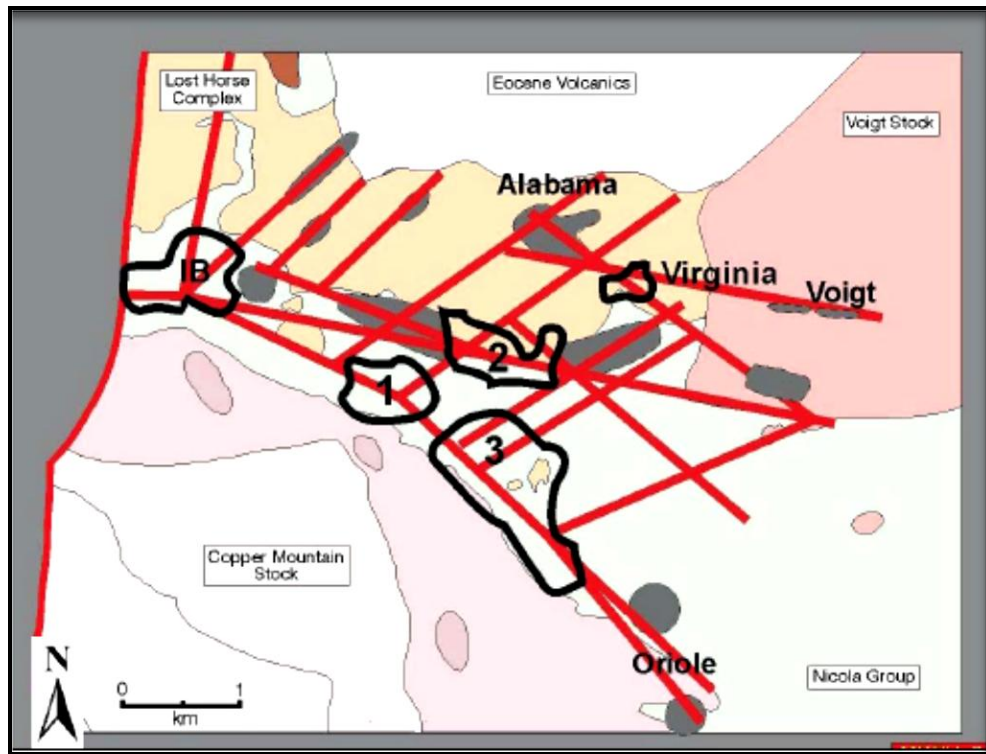 Lost Horse
Complex
Eocene Volcanics
Voigt Stock
Alabama
IB
Virginia
Voigt
2
1
3
Copper Mountain
Stock
N
Oriole
Nicola Group
0 1
km